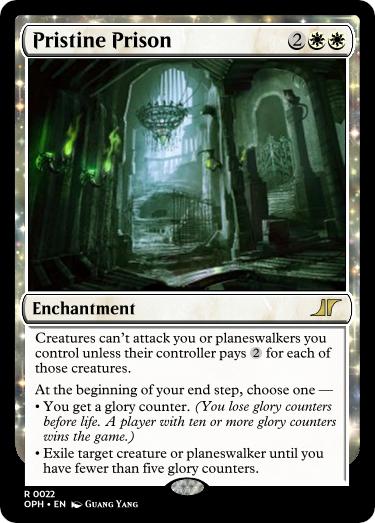 Pristine Prison 2
Enchantment
Creatures can't attack you or planeswalkers you
control unless their controller pays 2 for each of
those creatures.
At the beginning of your end step, choose one —
• You get a glory counter. (You lose glory counters
before life. A player with ten or more glory counters
wins the game.)
• Exile target creature or planeswalker until you
have fewer than five glory counters.
R 0022
OPH • EN Guang Yang